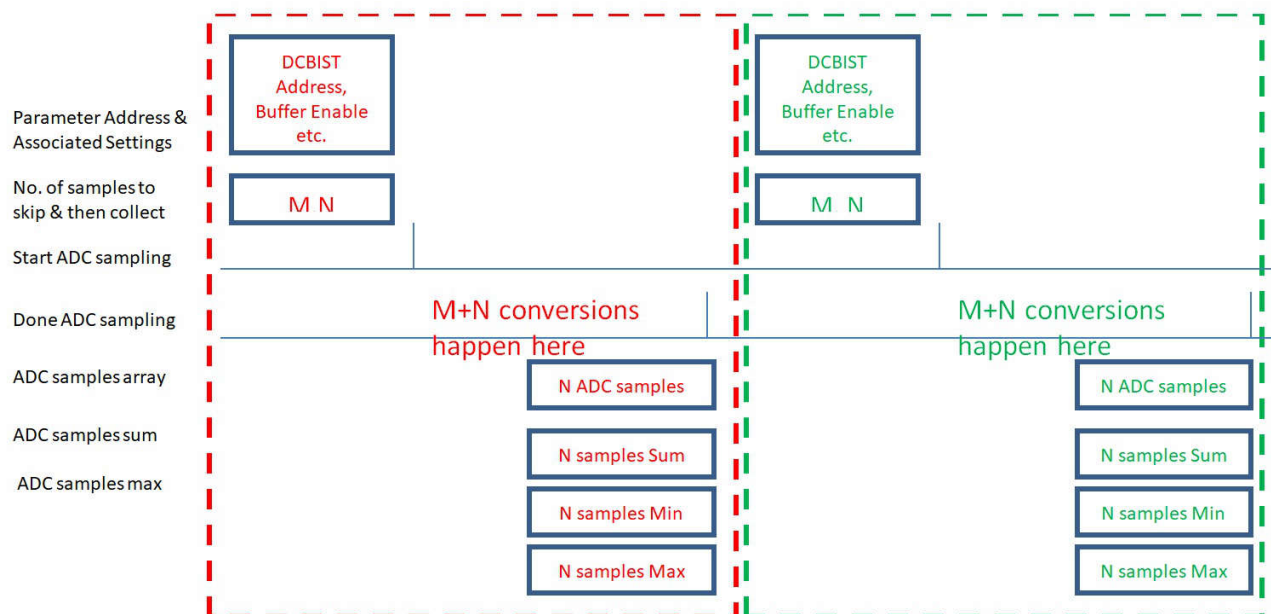 DCBIST
Address,
Buffer Enable
etc.
DCBIST
Address,
Buffer Enable
etc.
Parameter Address &
Associated Settings
No. of samples to
skip & then collect
M N
M N
Start ADC sampling
Done ADC sampling
M+N conversions
happen here
M+N conversions
happen here
ADC samples array
N ADC samples
N ADC samples
ADC samples sum
N samples Sum
N samples Sum
ADC samples max
N samples Min
N samples Min
N samples Max
N samples Max